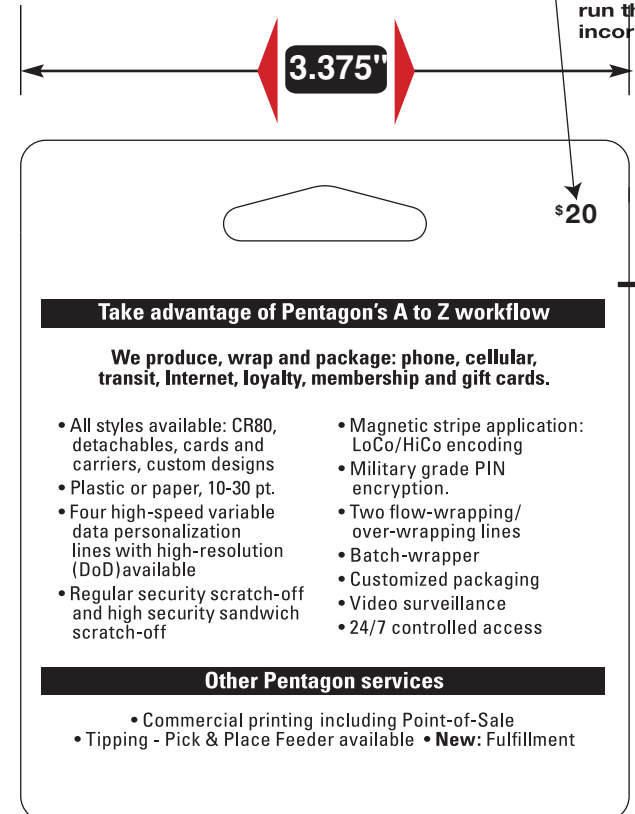 run
incor
3.375"
$20
Take advantage of Pentagon's A to Z workflow
We produce, wrap and package: phone, cellular,
transit, Internet, loyalty, membership and gift cards.
• All styles available: CR80,
detachables, cards and
carriers, custom designs
• Plastic or paper, 10-30 pt.
• Four high-speed variable
data personalization
lines with high-resolution
(DoD)available
• Regular security scratch-off
and high security sandwich
scratch-off
• Magnetic stripe application:
LoCo/HiCo encoding
• Military grade PIN
encryption.
• Two flow-wrapping/
over-wrapping lines
• Batch-wrapper
• Customized packaging
• Video surveillance
• 24/7 controlled access
Other Pentagon services
• Commercial printing including Point-of-Sale
• Tipping - Pick & Place Feeder available • New: Fulfillment